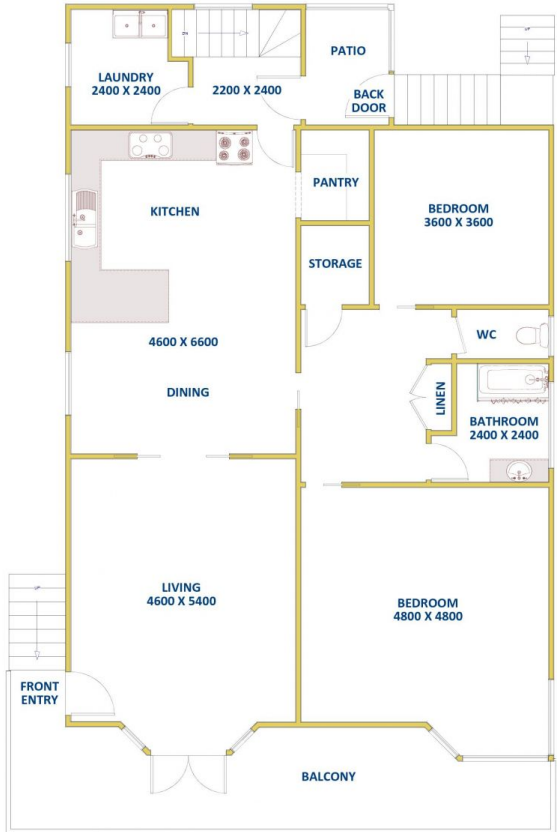 LAUNDRY
2400 X 2400
2200 X 2400
PATIO
BACK
DOOR
KITCHEN
PANTRY
BEDROOM
3600 X 3600
STORAGE
WC
4600 X 6600
DINING
LINEN
BATHROOM
2400 X 2400
LIVING
4600 X 5400
BEDROOM
4800 X 4800
FRONT
ENTRY
BALCONY